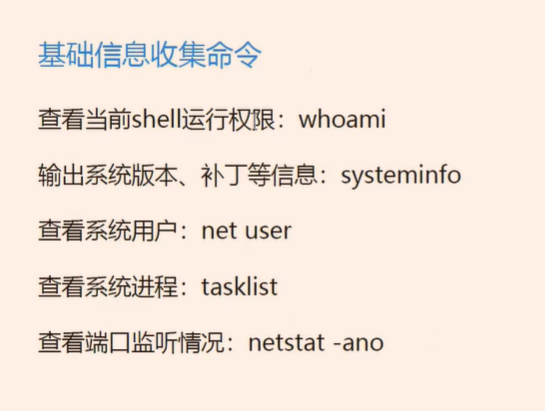 基础信息收集命令
查看当前shell运行权限：whoami
输出系统版本、补丁等信息：systeminfo
查看系统用户：net user
查看系统进程：tasklist
查看端口监听情况：netstat -ano